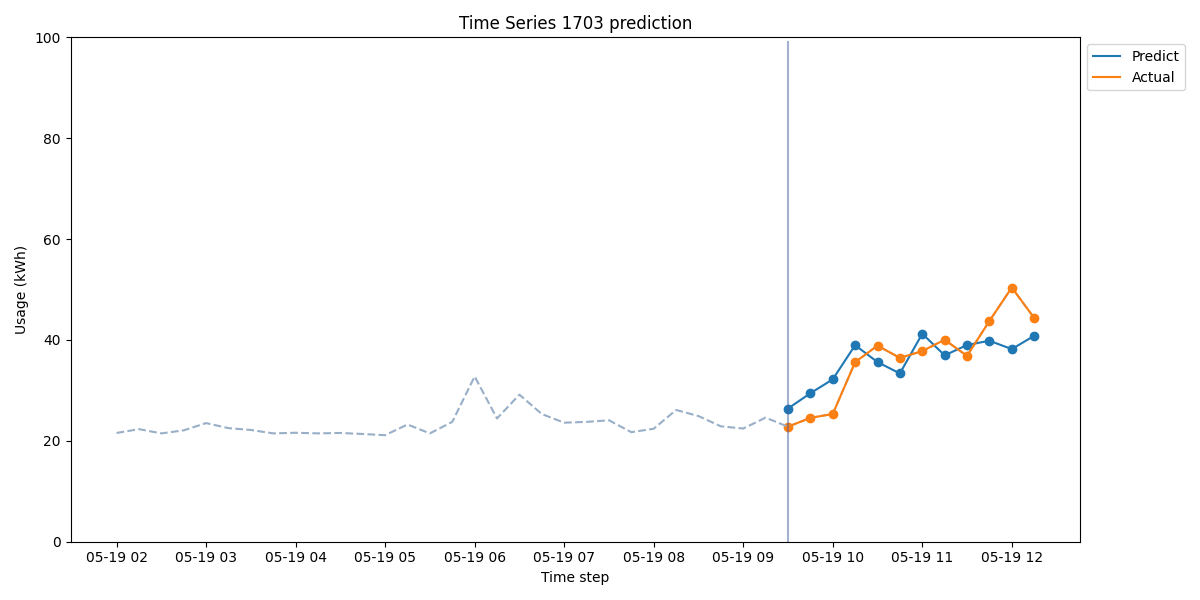 Time Series 1703 prediction
100
80
60
40
20
0
Usage (kWh)
05-19 02 05-19 03 05-19 04 05-19 05 05-19 06 05-19 07 05-19 08 05-19 09 05-19 10 05-19 11 05-19 12
Time step
Predict
Actual